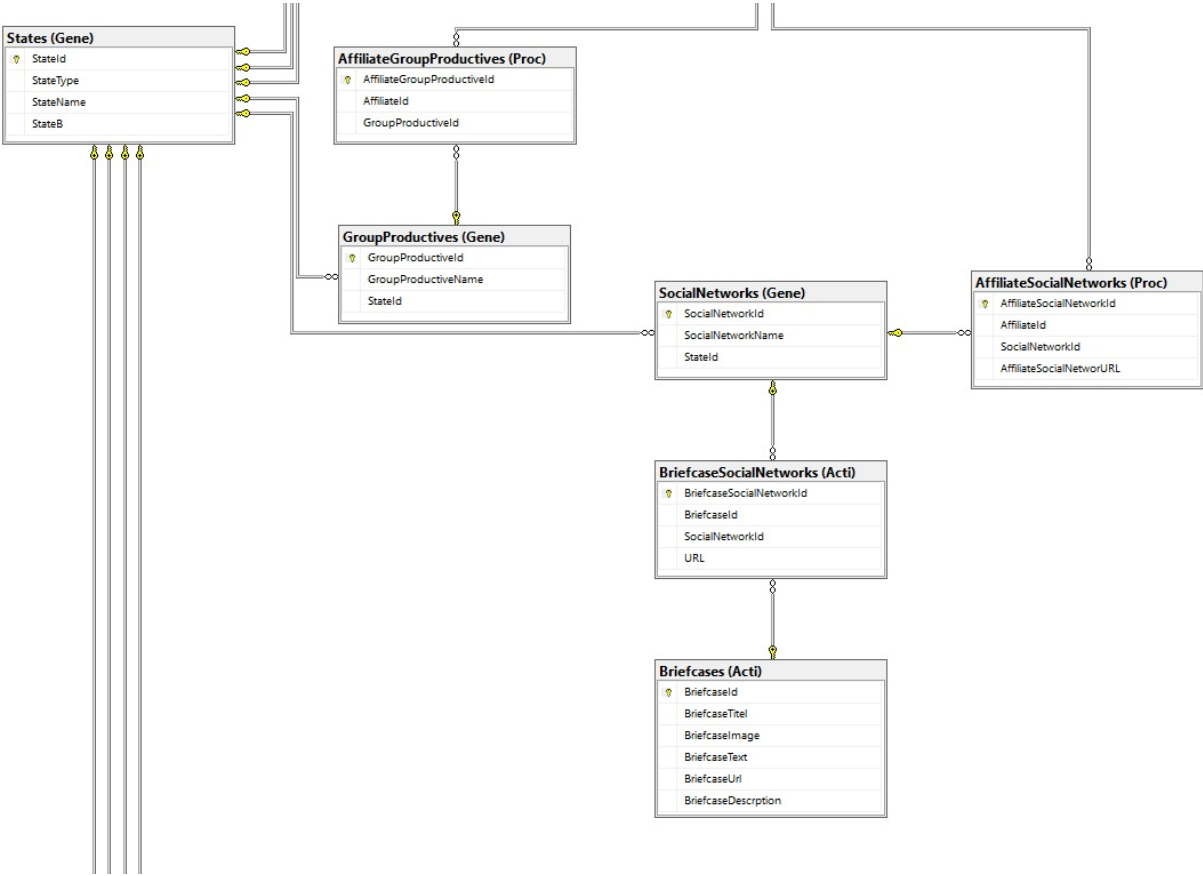 States (Gene)
StateId
StateType
StateName
StateB
AffiliateGroupProductives (Proc)
AffiliateGroupProductiveId
AffiliateId
GroupProductiveId
GroupProductives (Gene)
GroupProductiveId
GroupProductiveName
StateId
SocialNetworks (Gene)
SocialNetworkId
SocialNetworkName
StateId
AffiliateSocialNetworks (Proc)
AffiliateSocialNetworkId
AffiliateId
SocialNetworkId
AffiliateSocialNetworURL
BriefcaseSocialNetworks (Acti)
BriefcaseSocialNetworkId
BriefcaseId
SocialNetworkId
URL
Briefcases (Acti)
BriefcaseId
BriefcaseTitel
BriefcaseImage
BriefcaseText
BriefcaseUrl
BriefcaseDescrption